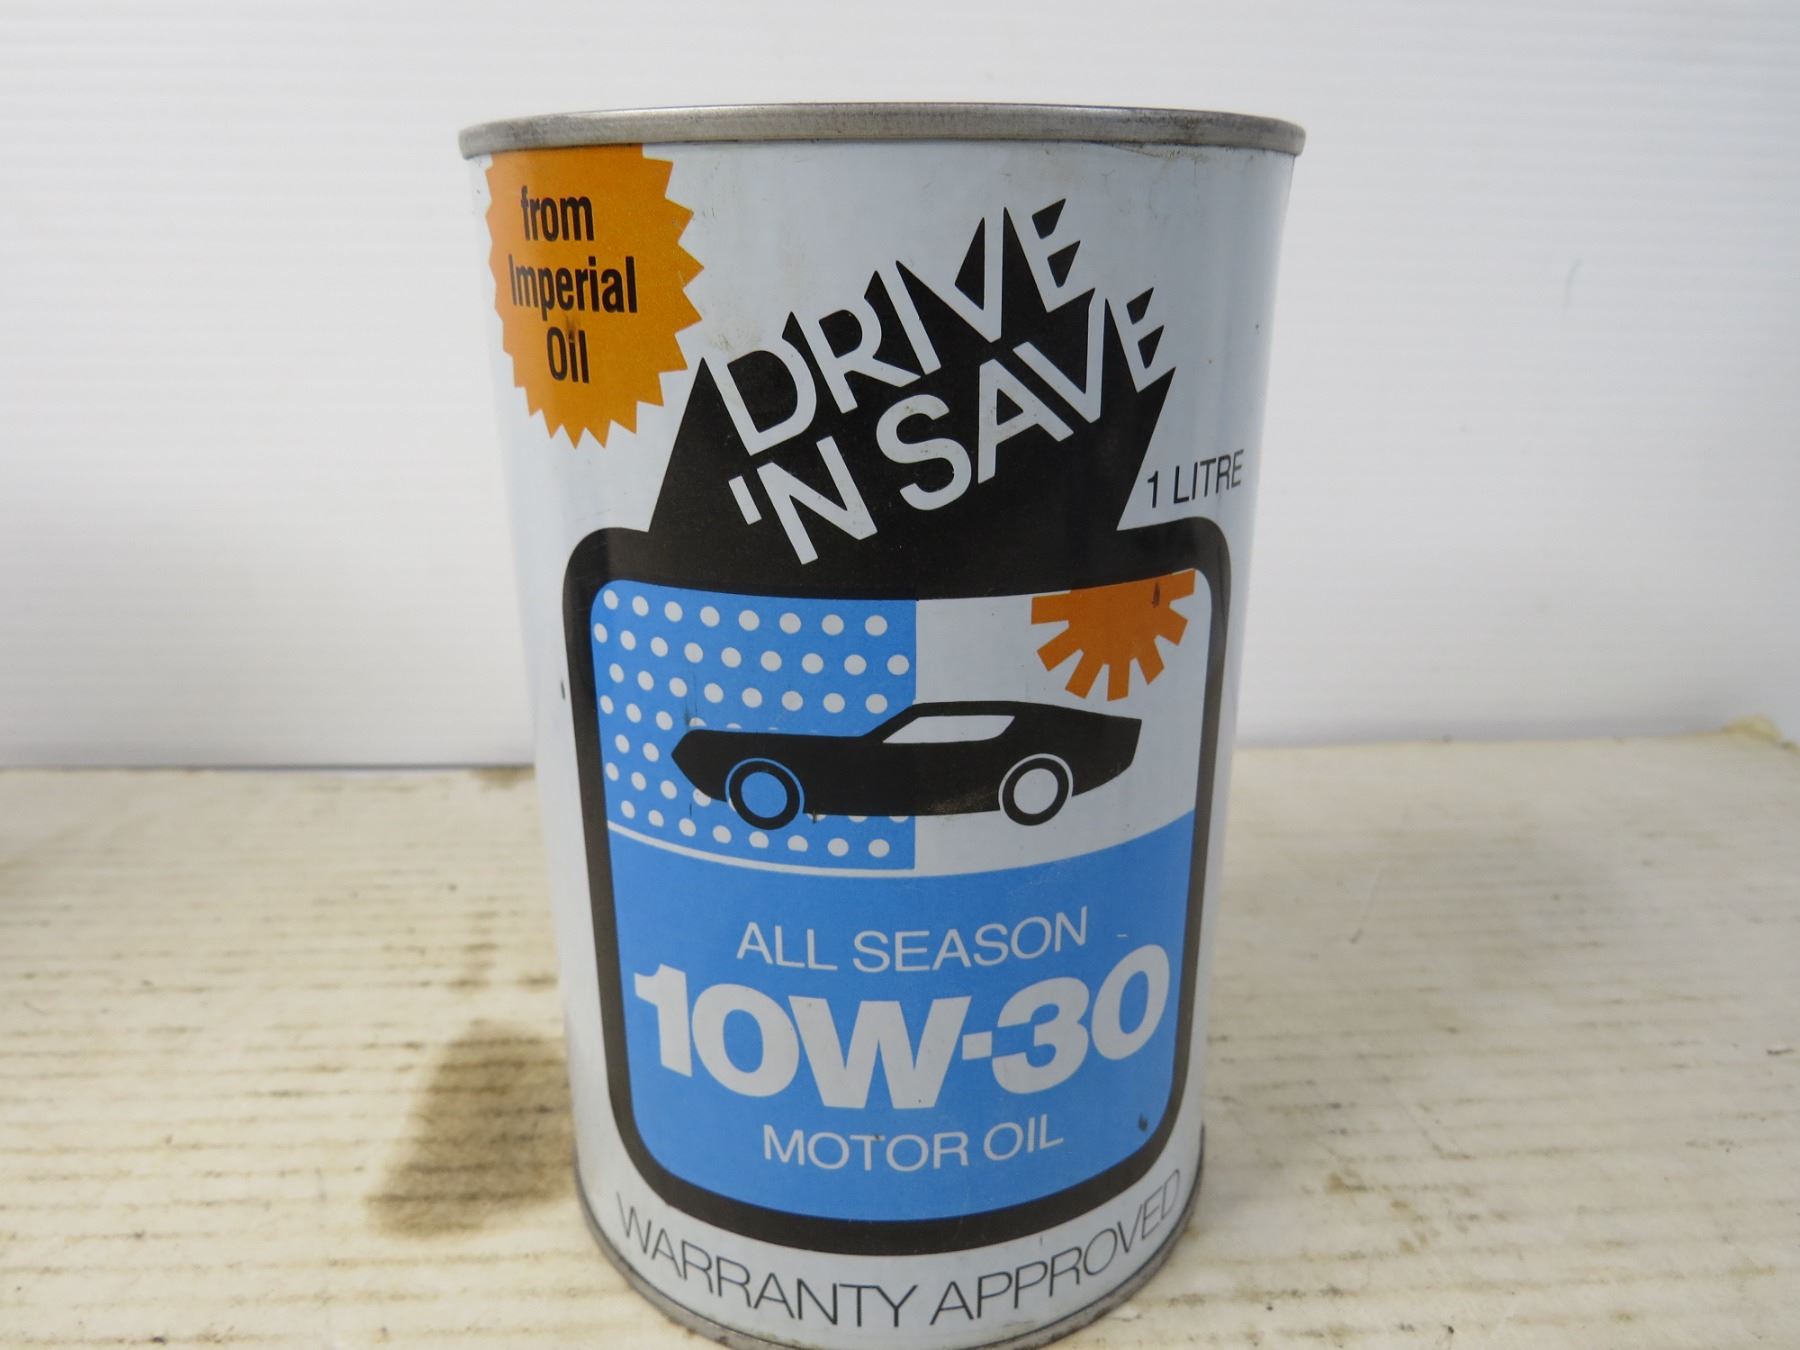 from
Imperial
Oil
DRIVE
'N SAVE
1 LITRE
ALL SEASON
10W-30
MOTOR OIL
WARRANTY APPROVED